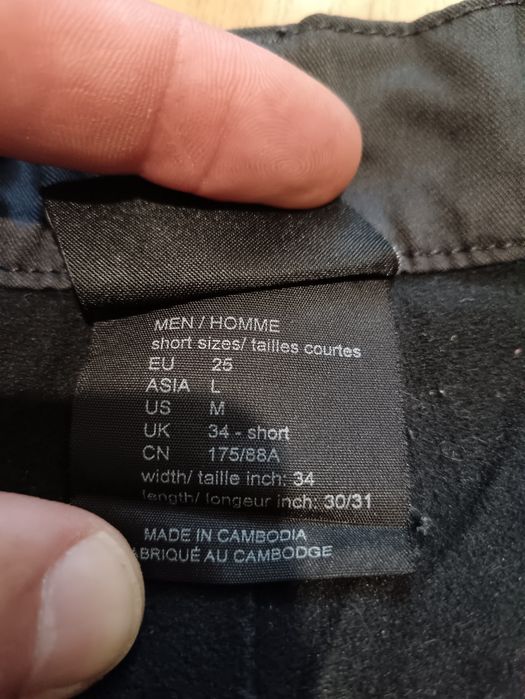 MEN / HOMME
short sizes/ tailles courtes
EU 25
ASIA L
US M
UK 34 - short
CN 175/88A
width/ taille inch: 34
length/ longeur inch: 30/31
MADE IN CAMBODIA
ABRIQUÉ AU CAMBODGE